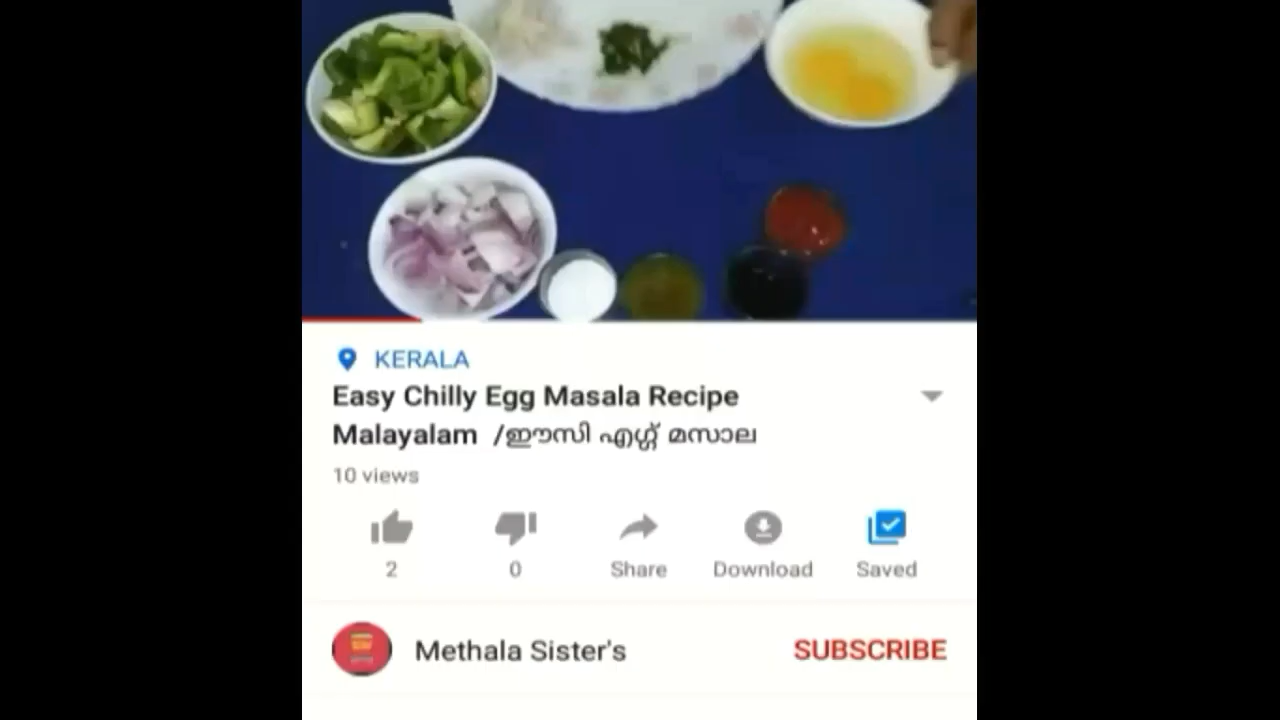 KERALA
Easy Chilly Egg Masala Recipe
Malayalam /ഈസി എഗ്ഗ് മസാല
10 views
2 0 Share Download Saved
Methala Sister's SUBSCRIBE